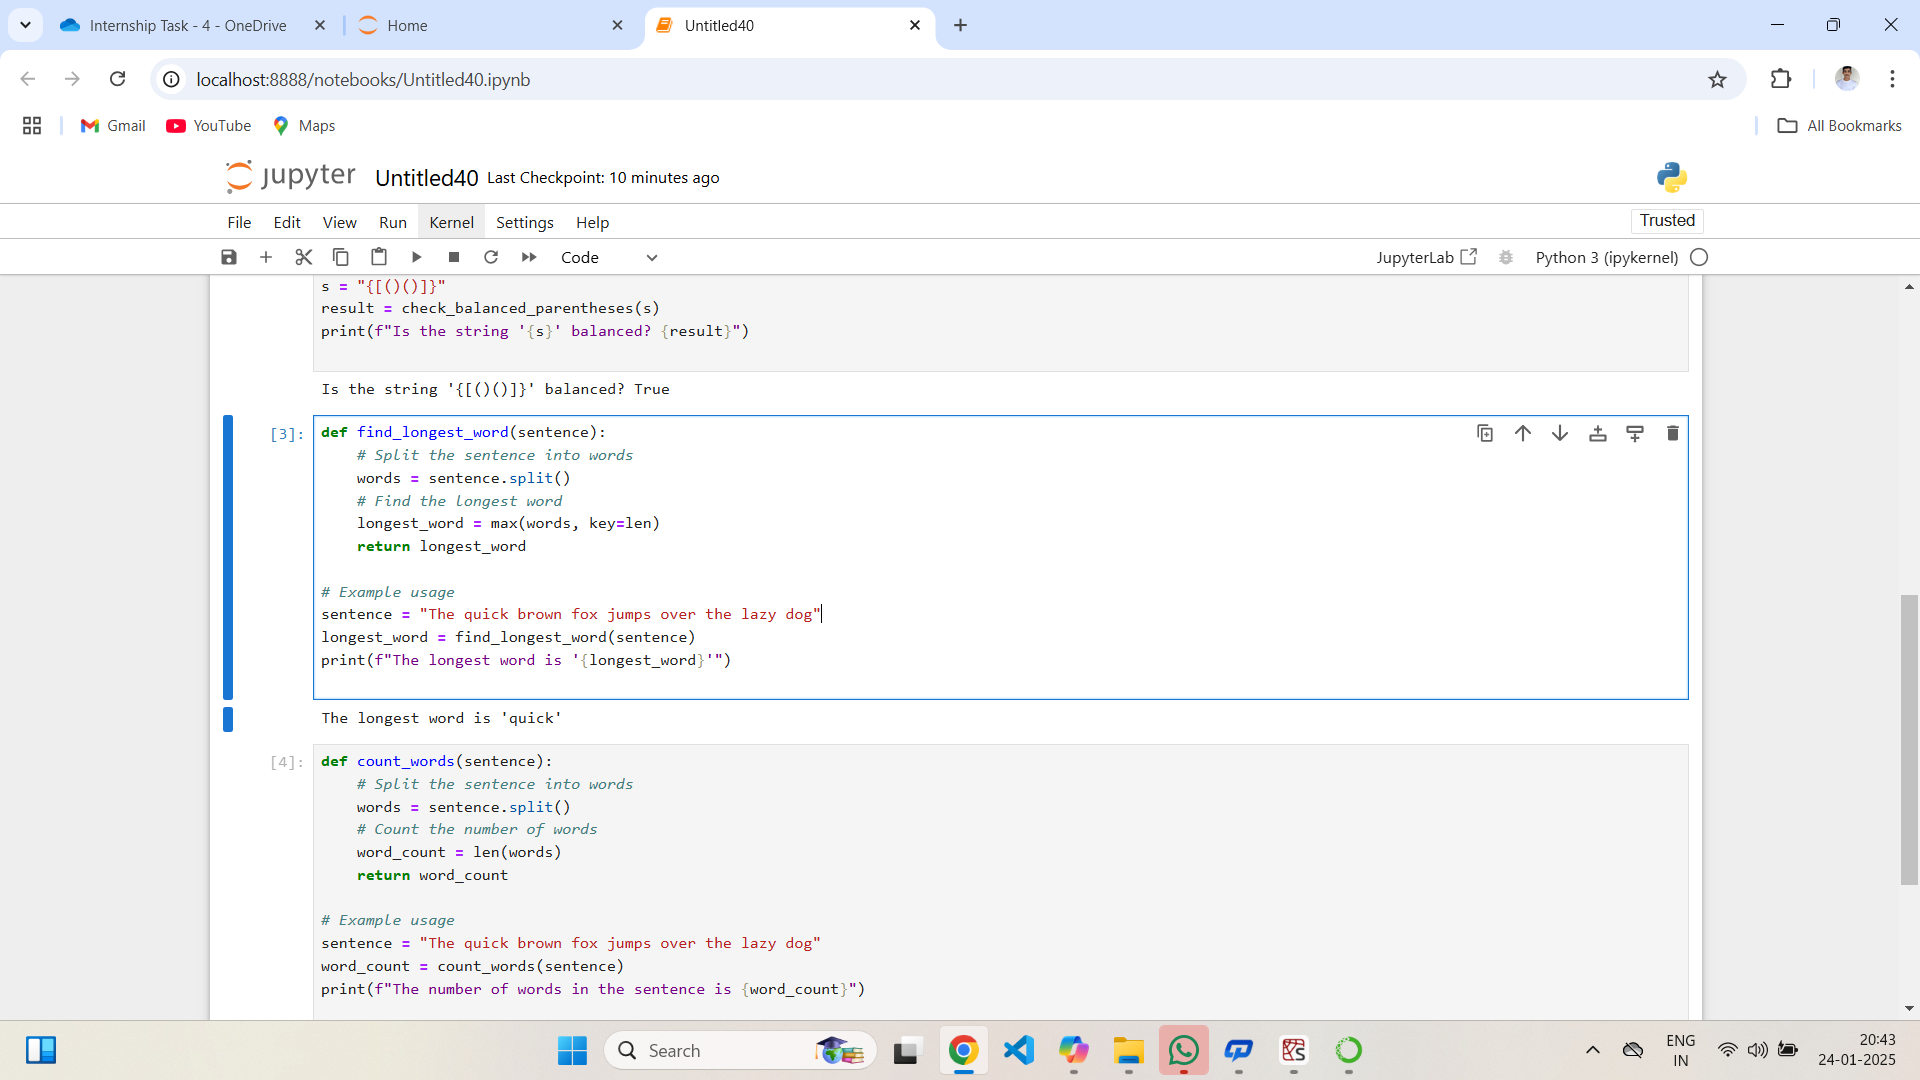 Internship Task - 4 - OneDrive
Home
Untitled40
localhost:8888/notebooks/Untitled40.ipynb
Gmail
YouTube
Maps
All Bookmarks
jupyter
Untitled40 Last Checkpoint: 10 minutes ago
File Edit View Run Kernel Settings Help
Trusted
Code
JupyterLab
Python 3 (ipykernel)
s = "{[()()]}"
result = check_balanced_parentheses(s)
print(f"Is the string '{s}' balanced? {result}")
Is the string '{[()()]}' balanced? True
[3]:
def find_longest_word(sentence):
    # Split the sentence into words
    words = sentence.split()
    # Find the longest word
    longest_word = max(words, key=len)
    return longest_word
# Example usage
sentence = "The quick brown fox jumps over the lazy dog"
longest_word = find_longest_word(sentence)
print(f"The longest word is '{longest_word}'")
The longest word is 'quick'
[4]:
def count_words(sentence):
    # Split the sentence into words
    words = sentence.split()
    # Count the number of words
    word_count = len(words)
    return word_count
# Example usage
sentence = "The quick brown fox jumps over the lazy dog"
word_count = count_words(sentence)
print(f"The number of words in the sentence is {word_count}")
Search
ENG
IN
20:43
24-01-2025